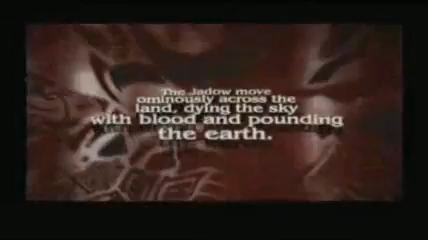 The Jadow move
ominously across the
land, dying the sky
with blood and pounding
the earth.